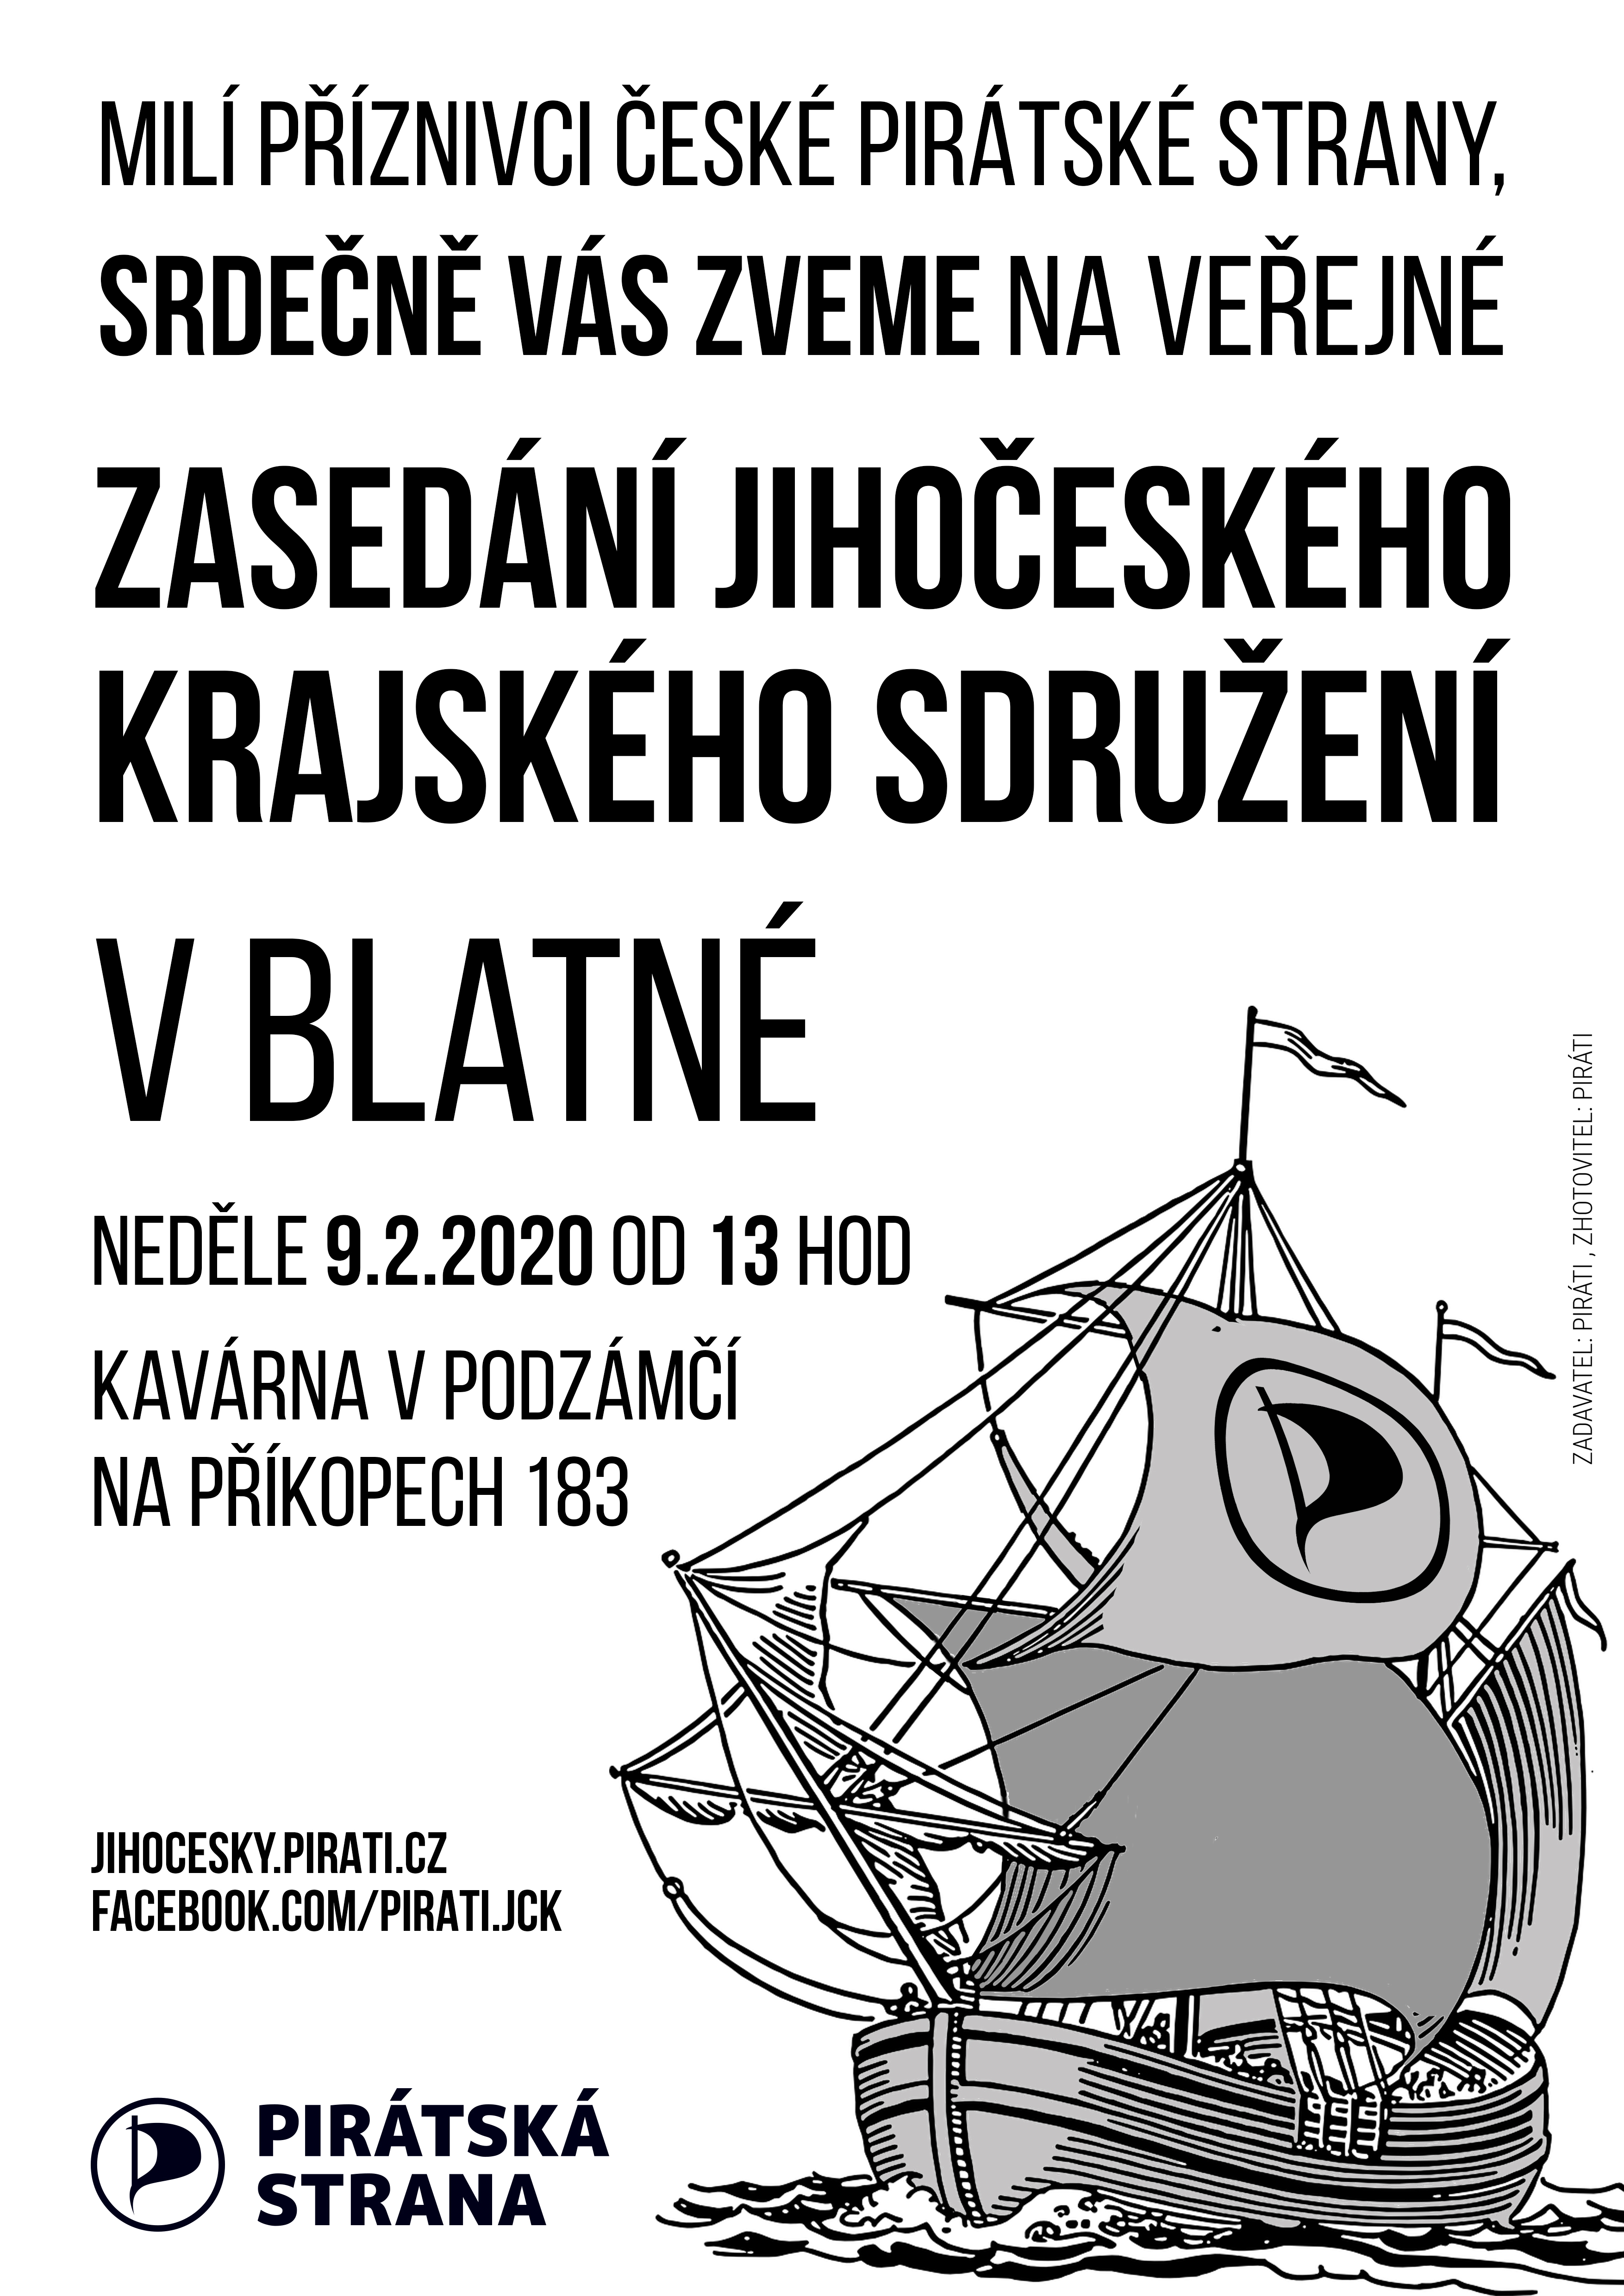 MILÍ PŘÍZNIVCI ČESKÉ PIRÁTSKÉ STRANY,
SRDEČNĚ VÁS ZVEME NA VEŘEJNÉ
ZASEDÁNÍ JIHOČESKÉHO
KRAJSKÉHO SDRUŽENÍ
V BLATNÉ
NEDĚLE 9.2.2020 OD 13 HOD
KAVÁRNA V PODZÁMČÍ
NA PŘÍKOPECH 183
ZADAVATEL: PIRÁTI, ZHOTOVITEL: PIRÁTI
JIHOCESKY.PIRATI.CZ
FACEBOOK.COM/PIRATI.JCK
PIRÁTSKÁ
STRANA